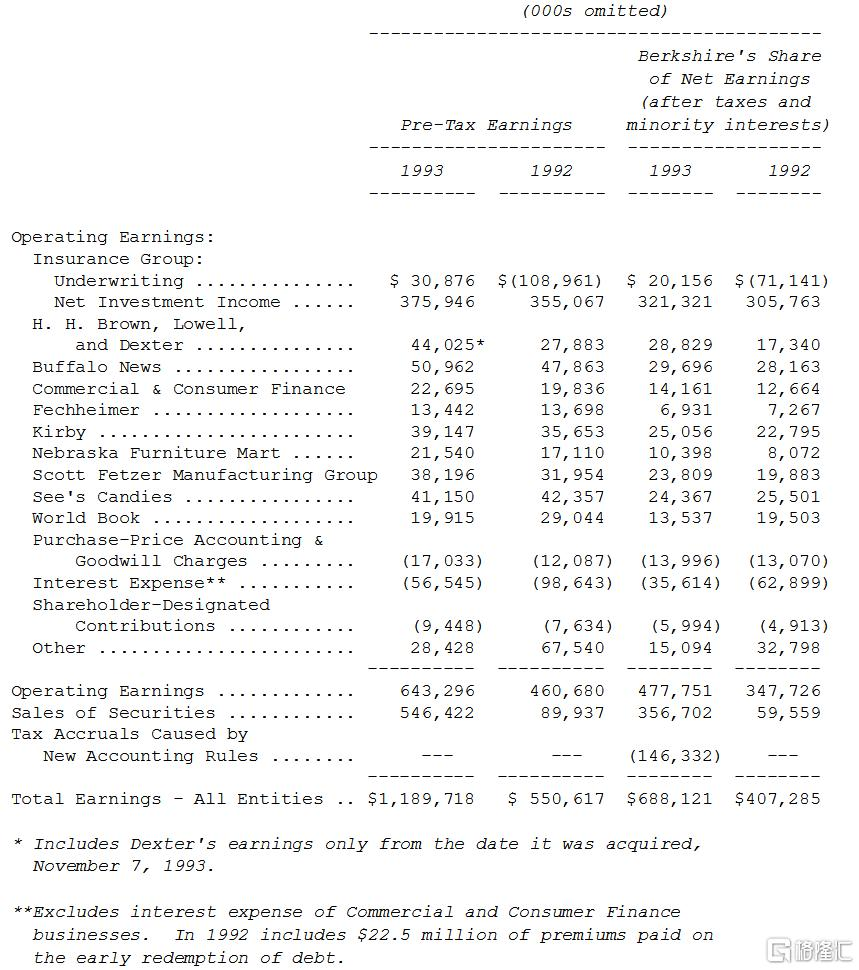 (000s omitted)
-----------------------------------------
Berkshire's Share
of Net Earnings
(after taxes and
Pre-Tax Earnings minority interests)
---------------------- ------------------
1993 1992 1993 1992
---------- ---------- -------- --------
Operating Earnings:
Insurance Group:
Underwriting ............... $ 30,876 $(108,961) $ 20,156 $(71,141)
Net Investment Income ...... 375,946 355,067 321,321 305,763
H. H. Brown, Lowell,
and Dexter ............... 44,025* 27,883 28,829 17,340
Buffalo News ................. 50,962 47,863 29,696 28,163
Commercial & Consumer Finance 22,695 19,836 14,161 12,664
Fechheimer ................... 13,442 13,698 6,931 7,267
Kirby ........................ 39,147 35,653 25,056 22,795
Nebraska Furniture Mart ...... 21,540 17,110 10,398 8,072
Scott Fetzer Manufacturing Group 38,196 31,954 23,809 19,883
See's Candies ................ 41,150 42,357 24,367 25,501
World Book ................... 19,915 29,044 13,537 19,503
Purchase-Price Accounting &
Goodwill Charges ......... (17,033) (12,087) (13,996) (13,070)
Interest Expense** ........... (56,545) (98,643) (35,614) (62,899)
Shareholder-Designated
Contributions ............ (9,448) (7,634) (5,994) (4,913)
Other ........................ 28,428 67,540 15,094 32,798
---------- ---------- -------- --------
Operating Earnings ............. 643,296 460,680 477,751 347,726
Sales of Securities ............ 546,422 89,937 356,702 59,559
Tax Accruals Caused by
New Accounting Rules ........ --- --- (146,332) ---
---------- ---------- -------- --------
Total Earnings - All Entities .. $1,189,718 $ 550,617 $688,121 $407,285
* Includes Dexter's earnings only from the date it was acquired,
November 7, 1993.
**Excludes interest expense of Commercial and Consumer Finance
businesses. In 1992 includes $22.5 million of premiums paid on
the early redemption of debt.
格隆汇